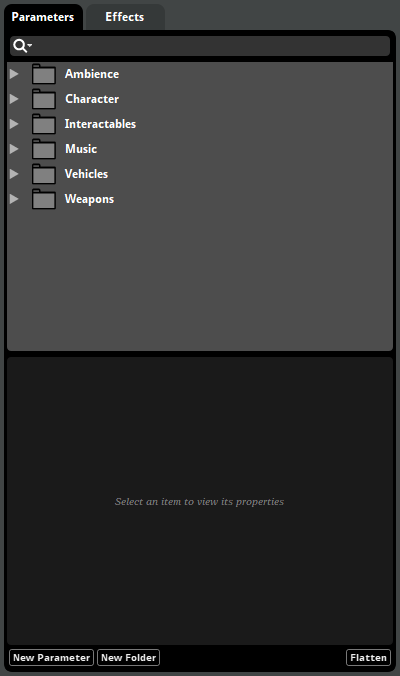 Parameters
Effects
Ambience
Character
Interactables
Music
Vehicles
Weapons
Select an item to view its properties
New Parameter
New Folder
Flatten